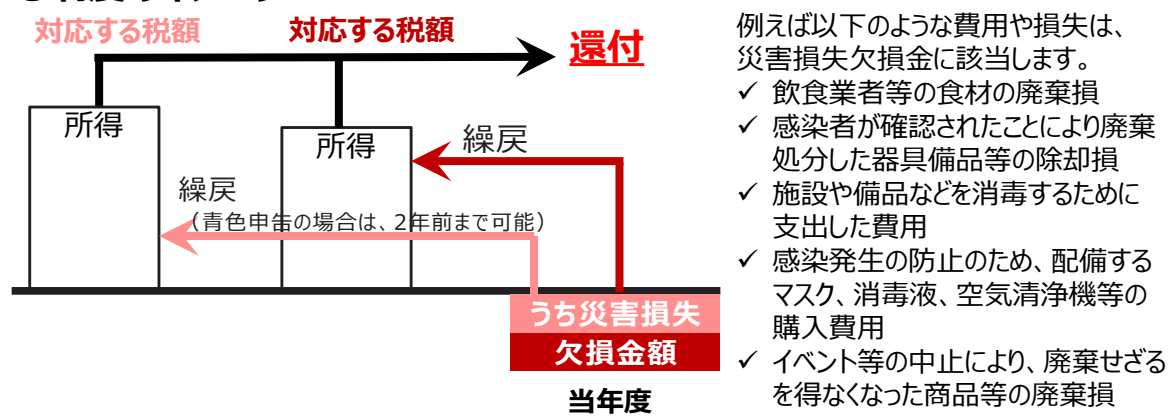 対応する税額
対応する税額
還付
所得
所得
繰戻
繰戻
(青色申告の場合は、2年前まで可能)
うち災害損失
欠損金額
当年度
例えば以下のような費用や損失は、
災害損失欠損金に該当します。
✓ 飲食業者等の食材の廃棄損
✓ 感染者が確認されたことにより廃棄
処分した器具備品等の除却損
✓ 施設や備品などを消毒するために
支出した費用
✓ 感染発生の防止のため、配備する
マスク、消毒液、空気清浄機等の
購入費用
✓ イベント等の中止により、廃棄せざる
を得なくなった商品等の廃棄損